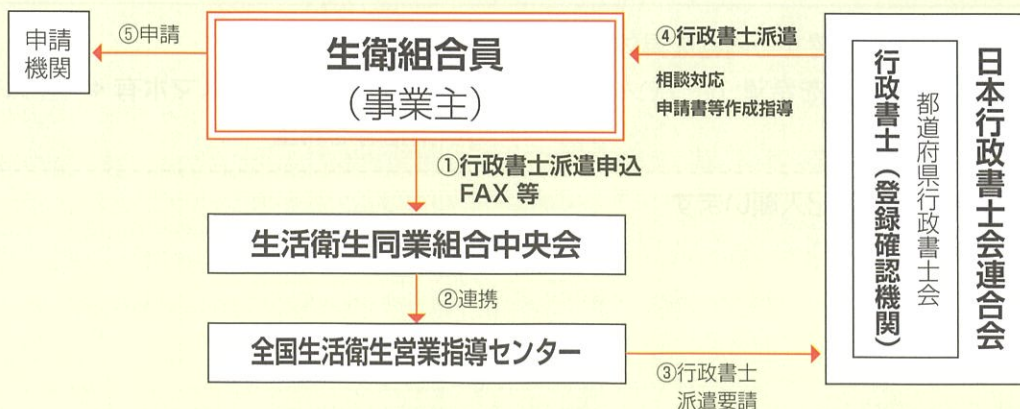 申請
機関
⑤申請
生衛組合員
（事業主）
④行政書士派遣
相談対応
申請書等作成指導
①行政書士派遣申込
FAX 等
生活衛生同業組合中央会
②連携
全国生活衛生営業指導センター
③行政書士
派遣要請
日本行政書士会連合会
都道府県行政書士会
行政書士（登録確認機関）